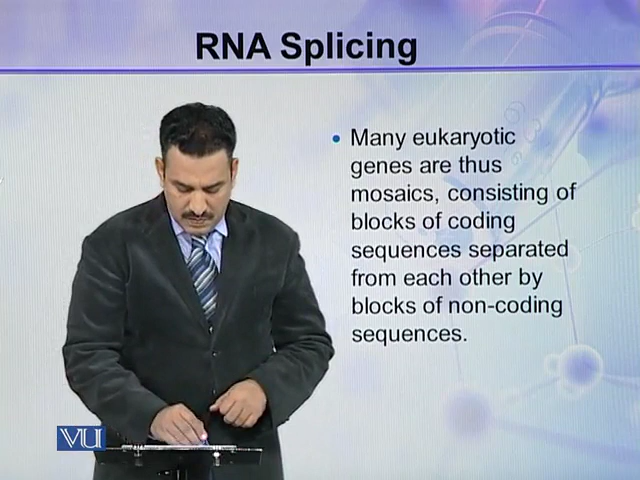 RNA Splicing
• Many eukaryotic
genes are thus
mosaics, consisting of
blocks of coding
sequences separated
from each other by
blocks of non-coding
sequences.
VU